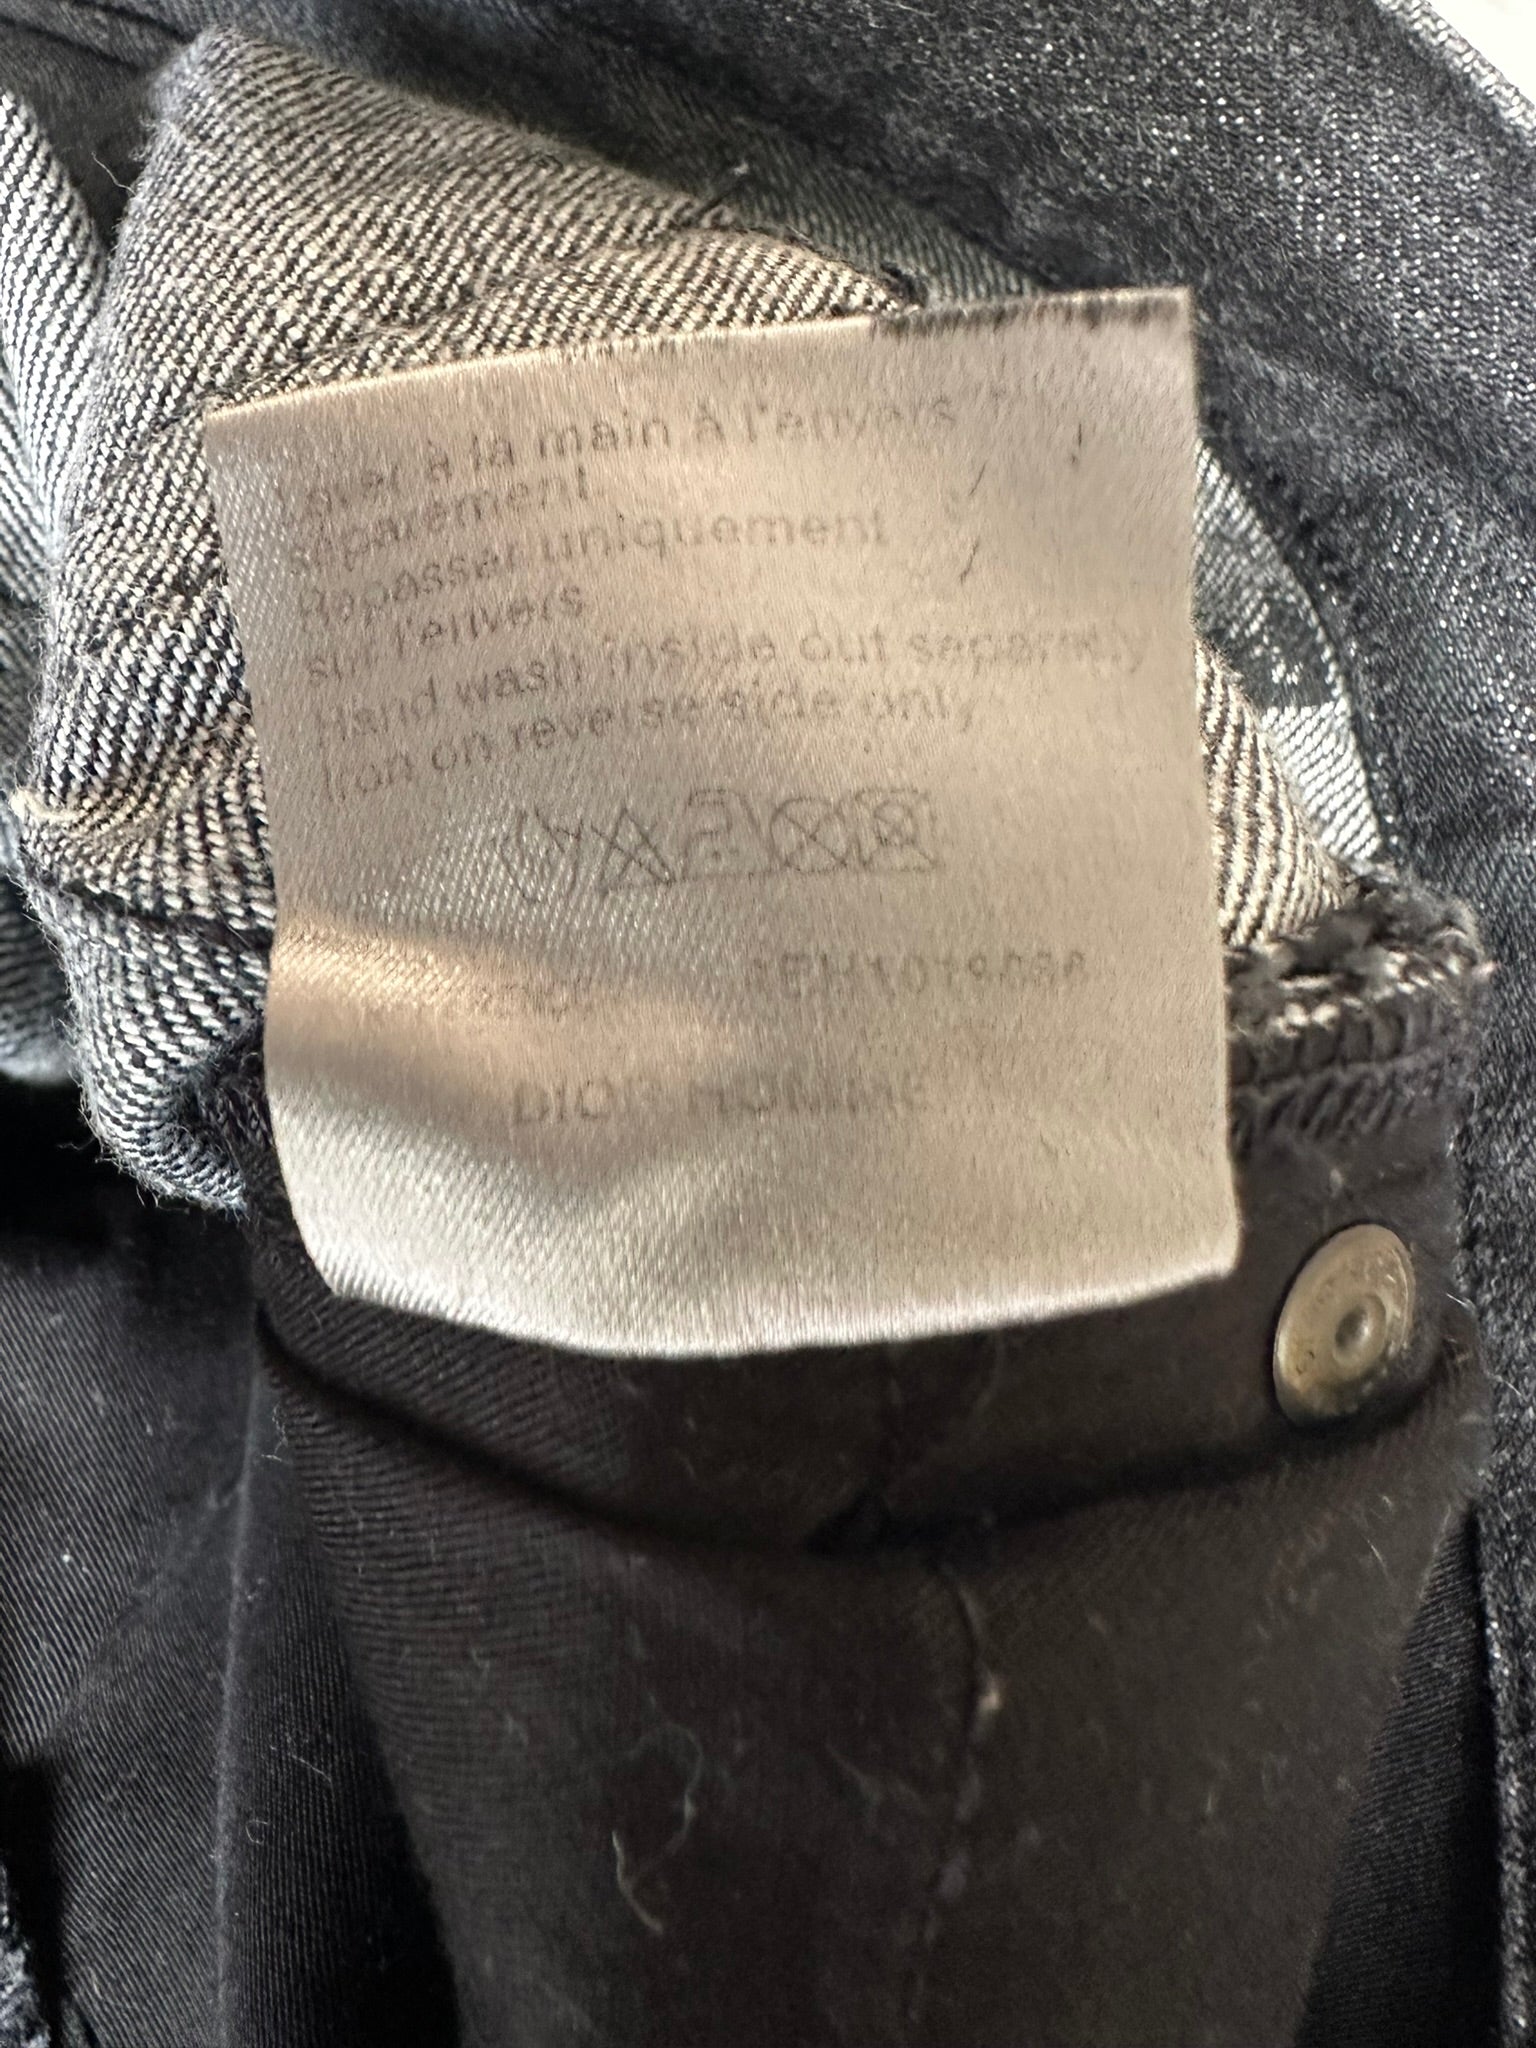 Laver à la main à l'envers
séparément
Repasser uniquement
sur l'envers
Hand wash inside out separately
Iron on reverse side only
DIOR HOMME